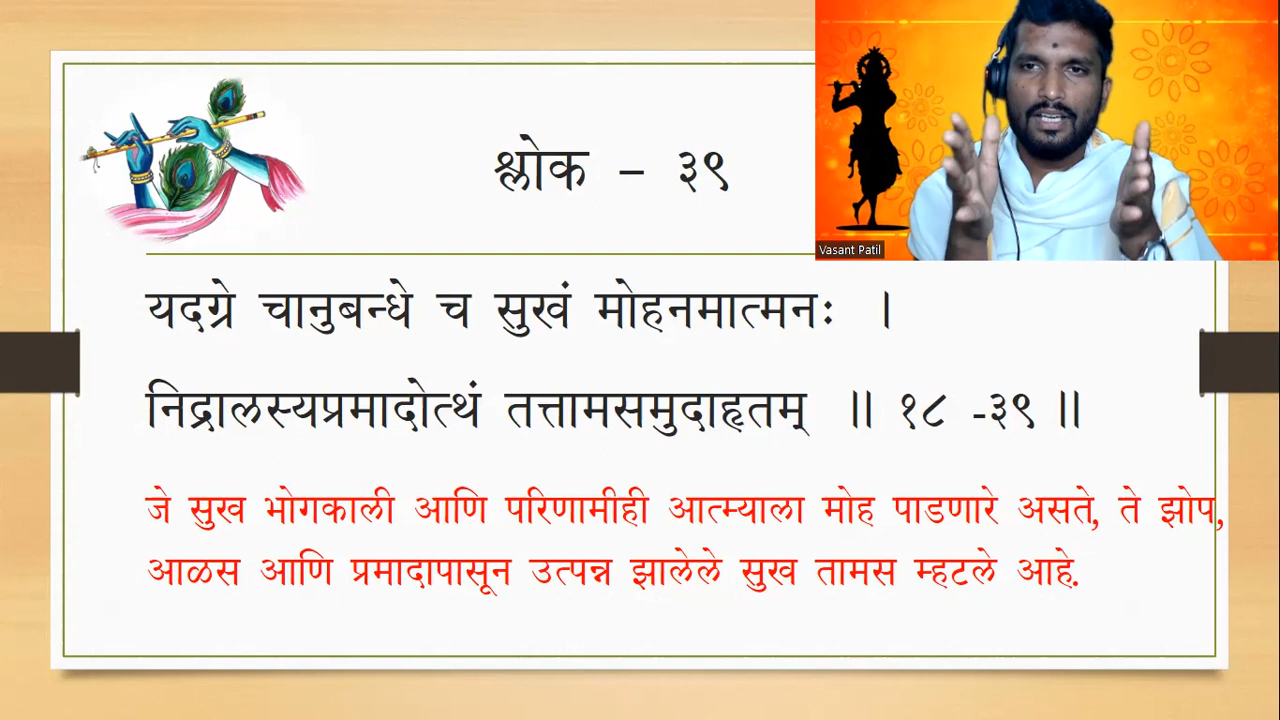 श्लोक – ३९
Vasant Patil
यदग्रे चानुबन्धे च सुखं मोहनमात्मनः ।
निद्रालस्यप्रमादोत्थं तत्तामसमुदाहृतम् ॥ १८ -३९ ॥
जे सुख भोगकाली आणि परिणामीही आत्म्याला मोह पाडणारे असते, ते झोप,
आळस आणि प्रमादापासून उत्पन्न झालेले सुख तामस म्हटले आहे.